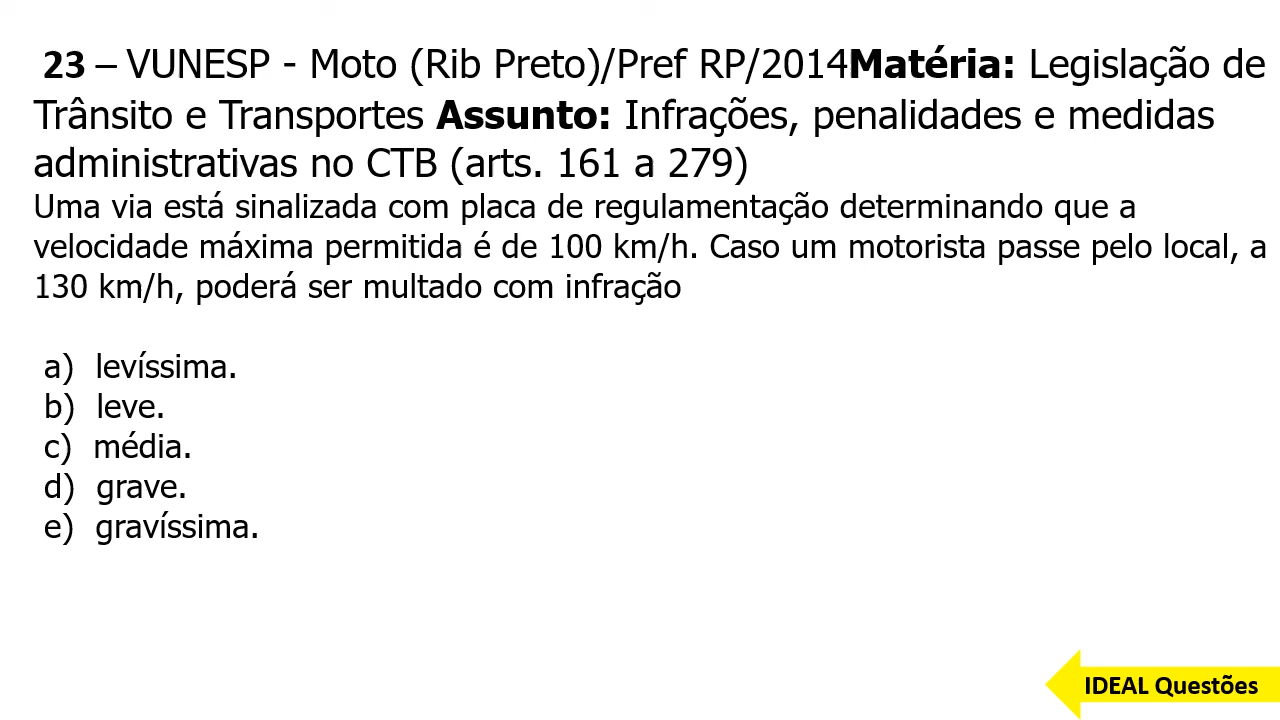 23 – VUNESP - Moto (Rib Preto)/Pref RP/2014Matéria: Legislação de
Trânsito e Transportes Assunto: Infrações, penalidades e medidas
administrativas no CTB (arts. 161 a 279)
Uma via está sinalizada com placa de regulamentação determinando que a
velocidade máxima permitida é de 100 km/h. Caso um motorista passe pelo local, a
130 km/h, poderá ser multado com infração
a) levíssima.
b) leve.
c) média.
d) grave.
e) gravíssima.
IDEAL Questões